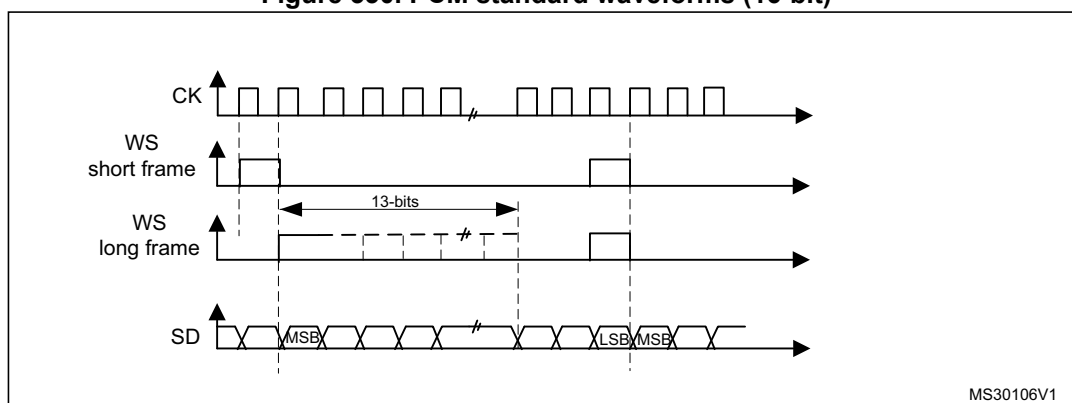 CK
WS
short frame
13-bits
WS
long frame
SD
MSB
LSB
MSB
MS30106V1